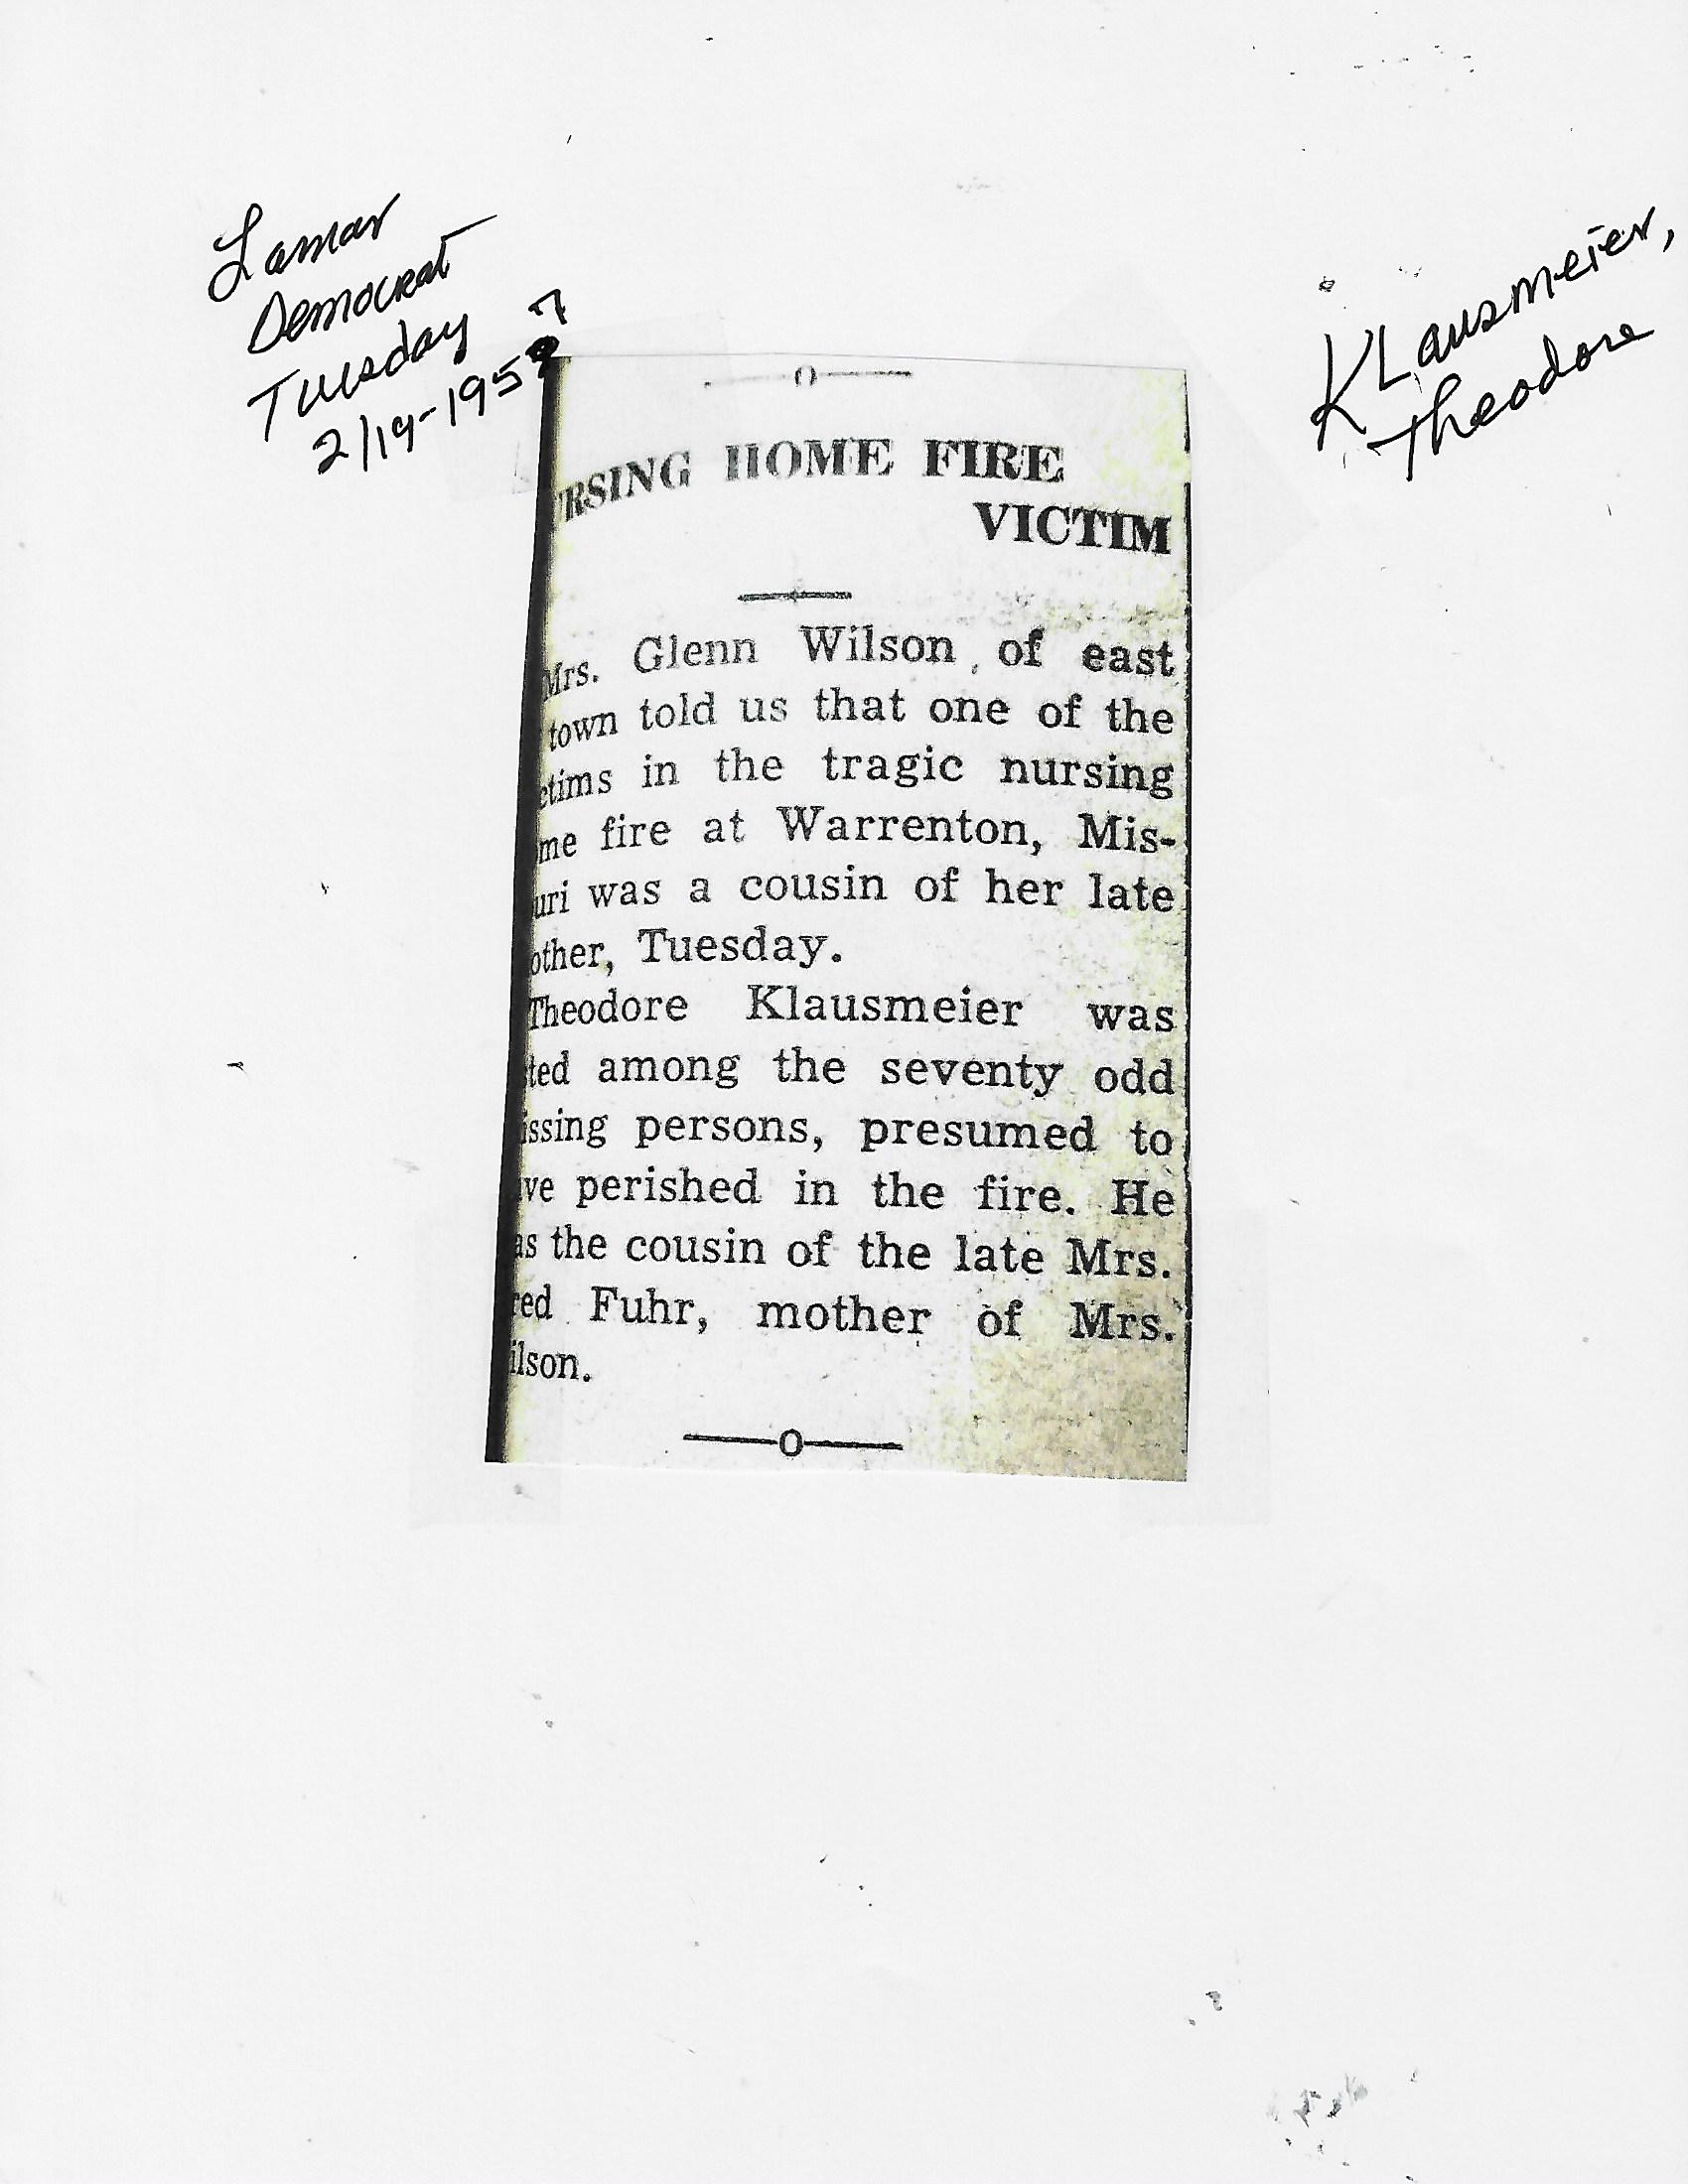 Lamar
Democrat
Tuesday
2/19-1957
Klausmeier,
Theodore
O
RSING HOME FIRE
VICTIM
Mrs. Glenn Wilson, of east
town told us that one of the
ctims in the tragic nursing
me fire at Warrenton, Mis-
uri was a cousin of her late
other, Tuesday.
Theodore Klausmeier was
ted among the seventy odd
issing persons, presumed to
ve perished in the fire. He
as the cousin of the late Mrs.
red Fuhr, mother of Mrs.
ilson.
O